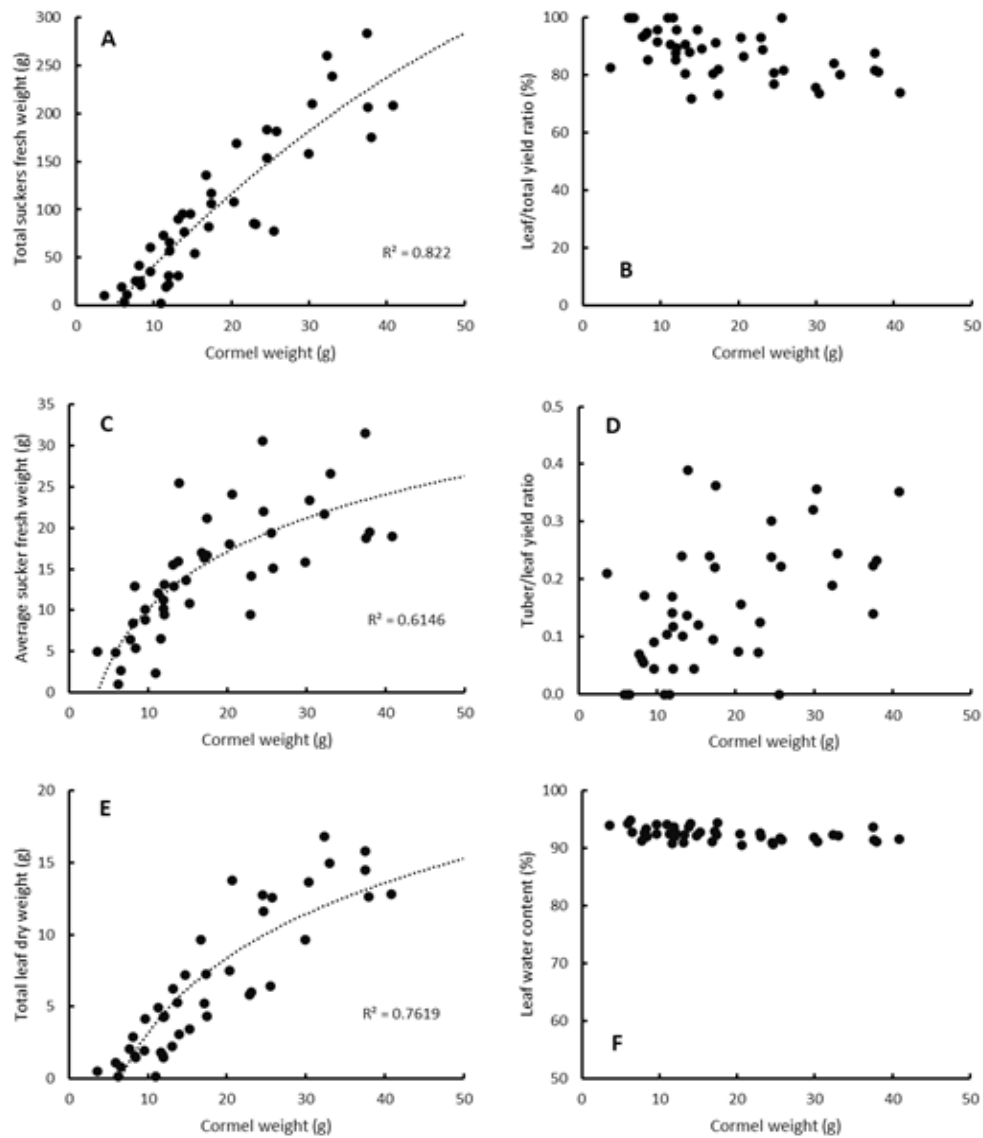 A
Total suckers fresh weight (g)
300
250
200
150
100
50
0
R² = 0.822
0 10 20 30 40 50
Cormel weight (g)
B
Leaf/total yield ratio (%)
100
80
60
40
20
0
0 10 20 30 40 50
Cormel weight (g)
C
Average sucker fresh weight (g)
35
30
25
20
15
10
5
0
R² = 0.6146
0 10 20 30 40 50
Cormel weight (g)
D
Tuber/leaf yield ratio
0.5
0.4
0.3
0.2
0.1
0.0
0 10 20 30 40 50
Cormel weight (g)
E
Total leaf dry weight (g)
20
15
10
5
0
R² = 0.7619
0 10 20 30 40 50
Cormel weight (g)
F
Leaf water content (%)
100
90
80
70
60
50
0 10 20 30 40 50
Cormel weight (g)